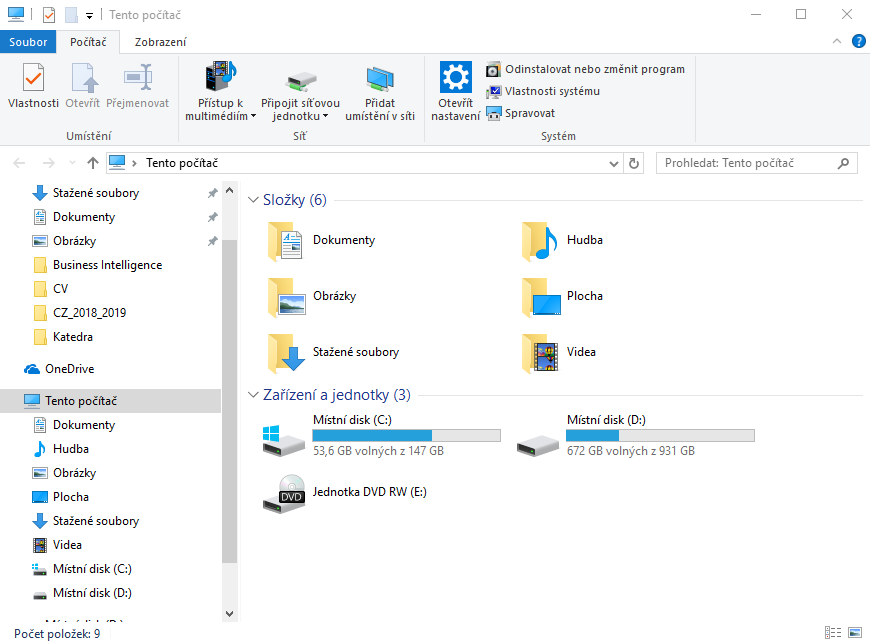 Tento počítač
Soubor
Počítač
Zobrazení
Vlastnosti
Otevřít
Přejmenovat
Umístění
Přístup k
multimédiím
Připojit síťovou
jednotku
Přidat
umístění v síti
Síť
Otevřít
nastavení
Odinstalovat nebo změnit program
Vlastnosti systému
Spravovat
Systém
Tento počítač
Prohledat: Tento počítač
Stažené soubory
Dokumenty
Obrázky
Business Intelligence
CV
CZ_2018_2019
Katedra
OneDrive
Tento počítač
Dokumenty
Hudba
Obrázky
Plocha
Stažené soubory
Videa
Místní disk (C:)
Místní disk (D:)
Složky (6)
Dokumenty
Hudba
Obrázky
Plocha
Stažené soubory
Videa
Zařízení a jednotky (3)
Místní disk (C:)
53,6 GB volných z 147 GB
Místní disk (D:)
672 GB volných z 931 GB
DVD
Jednotka DVD RW (E:)
Počet položek: 9